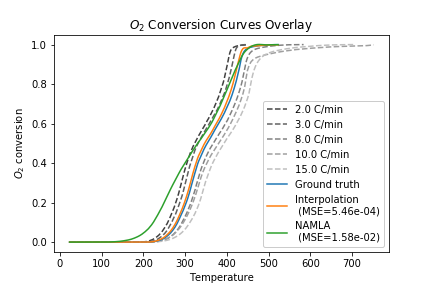 O2 Conversion Curves Overlay
1.0
0.8
0.6
0.4
0.2
0.0
O2 conversion
2.0 C/min
3.0 C/min
8.0 C/min
10.0 C/min
15.0 C/min
Ground truth
Interpolation
(MSE=5.46e-04)
NAMLA
(MSE=1.58e-02)
0 100 200 300 400 500 600 700
Temperature